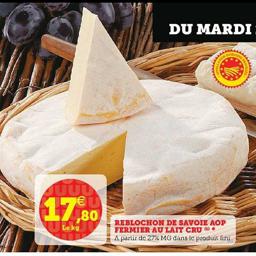 DU MARDI
17€,80
Le kg
REBLOCHON DE SAVOIE AOP
FERMIER AU LAIT CRU
A partir de 27% MG dans le produit fini